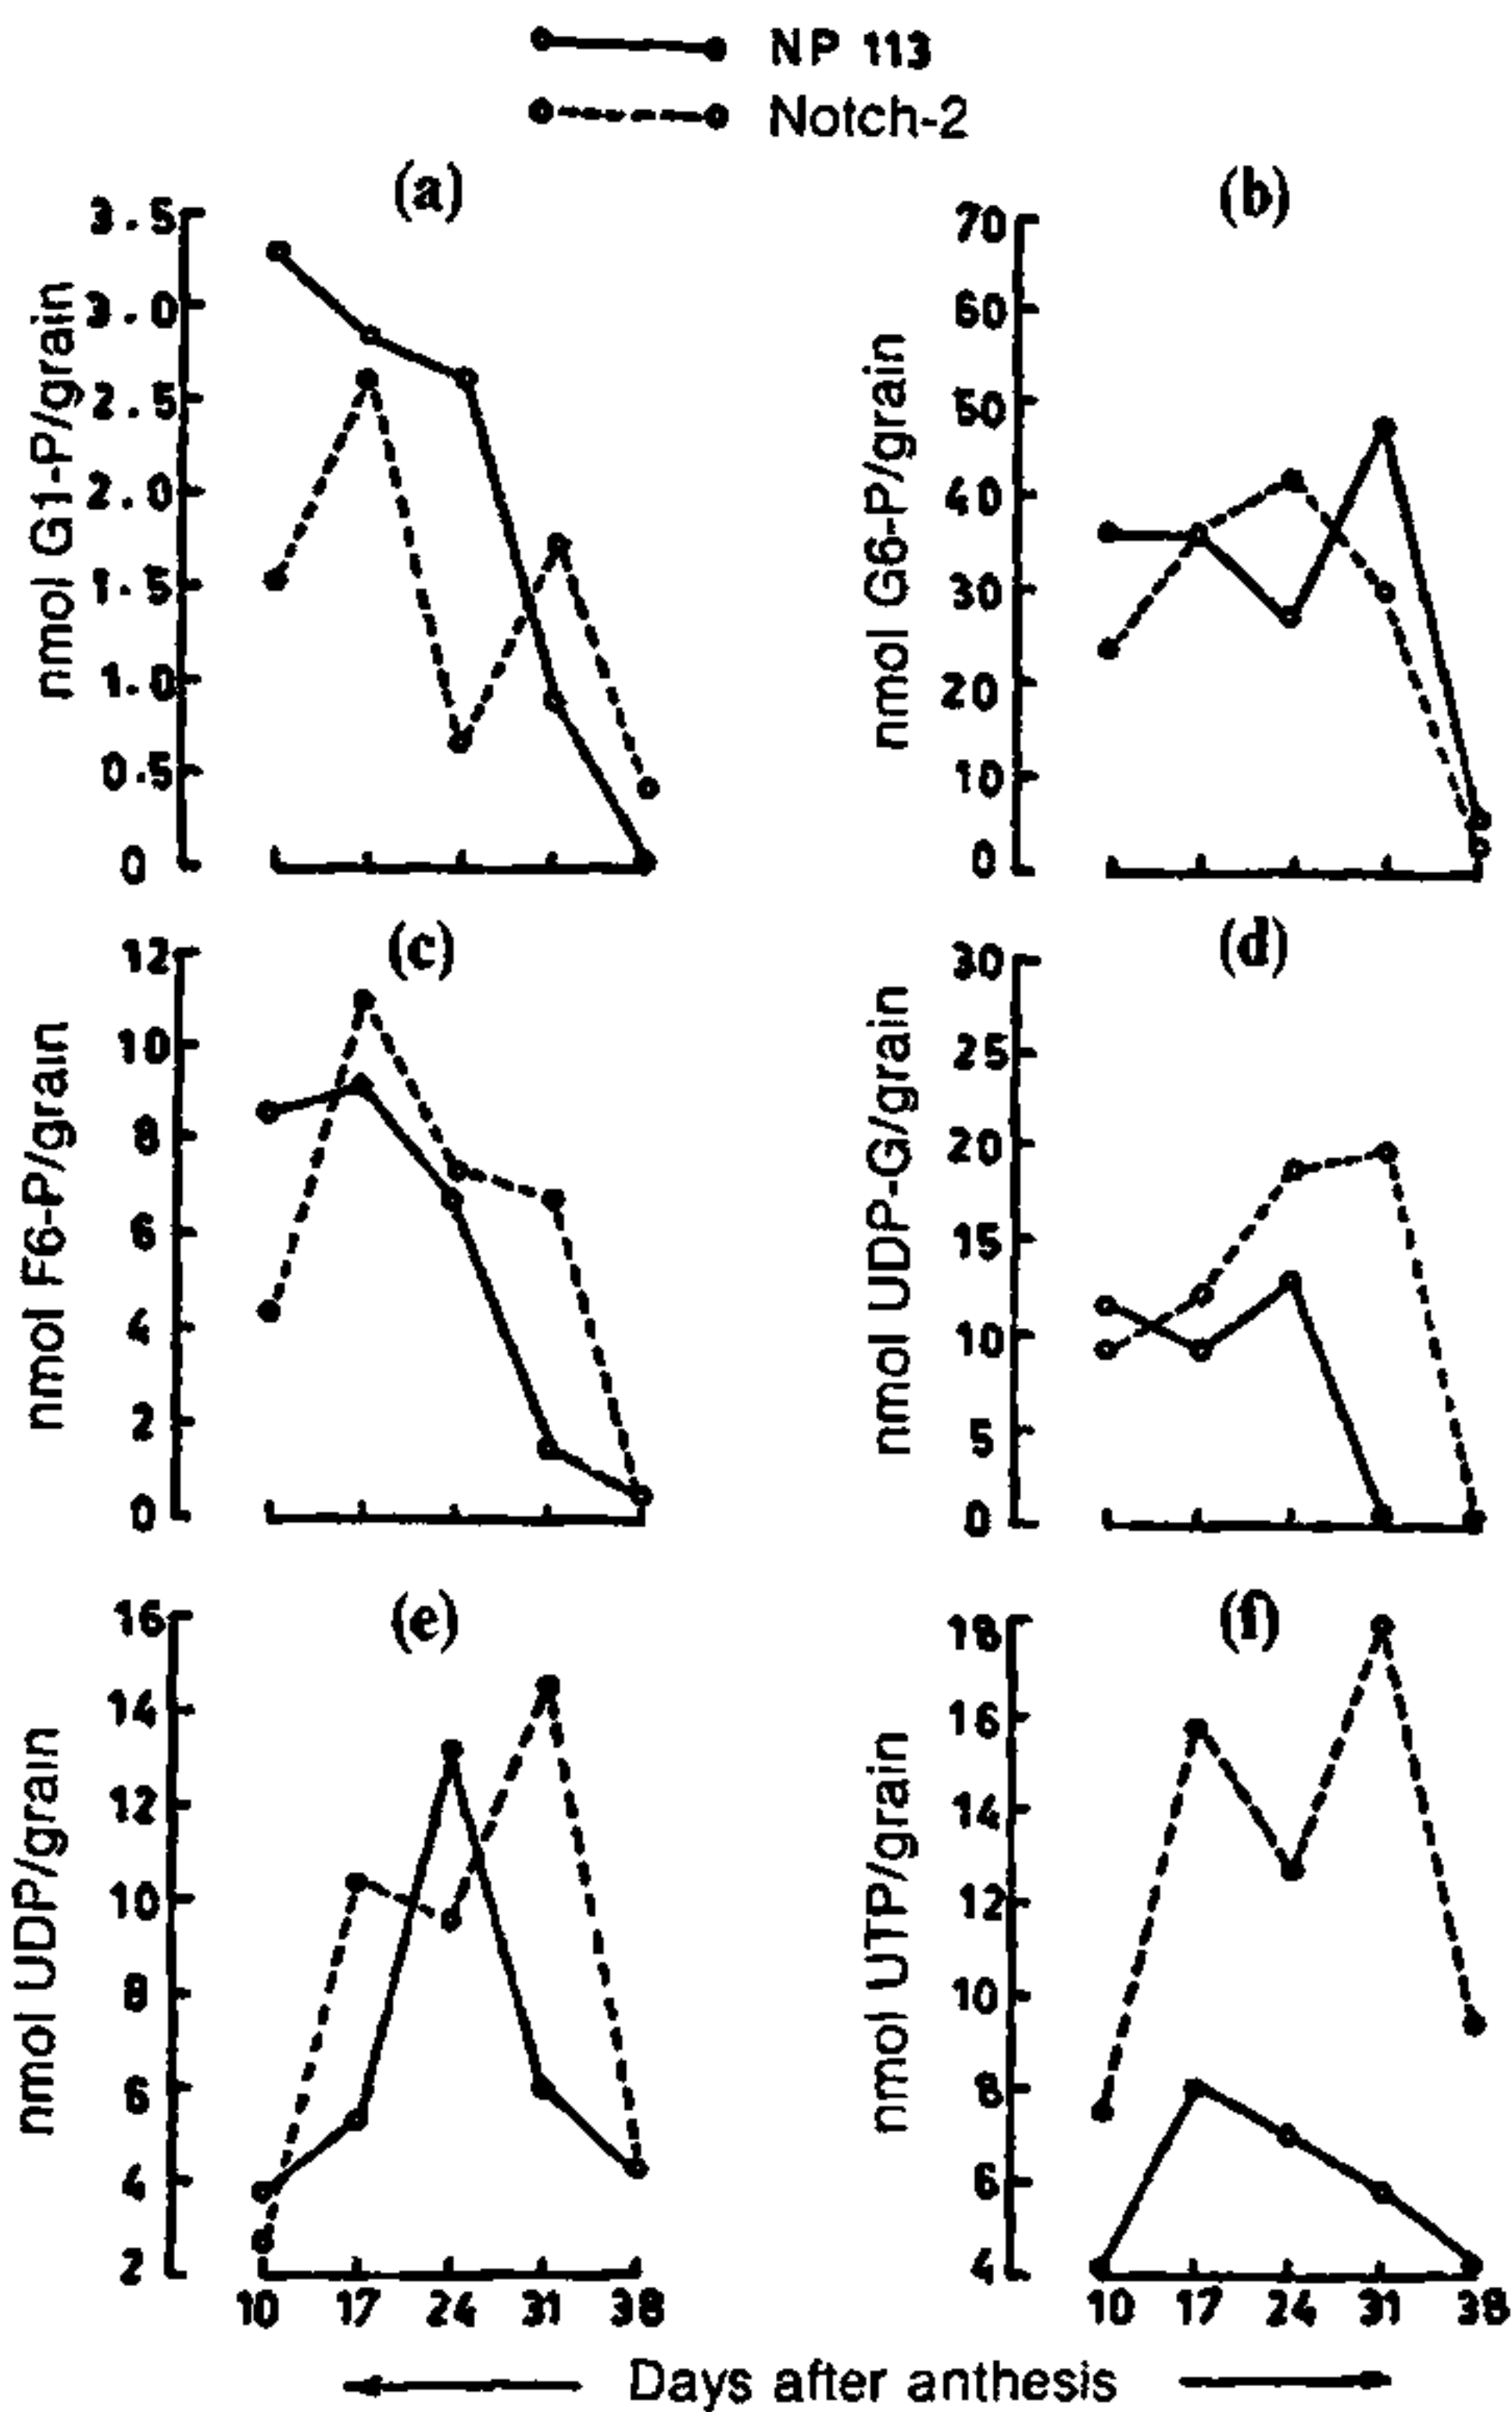 NP 113
Notch-2
(a)
nmol G1-P/grain
3.5
3.0
2.5
2.0
1.5
1.0
0.5
0
(b)
nmol G6-P/grain
70
60
50
40
30
20
10
0
(c)
nmol F6-P/grain
12
10
8
6
4
2
0
(d)
nmol UDP-G/grain
30
25
20
15
10
5
0
(e)
nmol UDP/grain
16
14
12
10
8
6
4
2
10 17 24 31 38
(f)
nmol UTP/grain
18
16
14
12
10
8
6
4
10 17 24 31 38
Days after anthesis